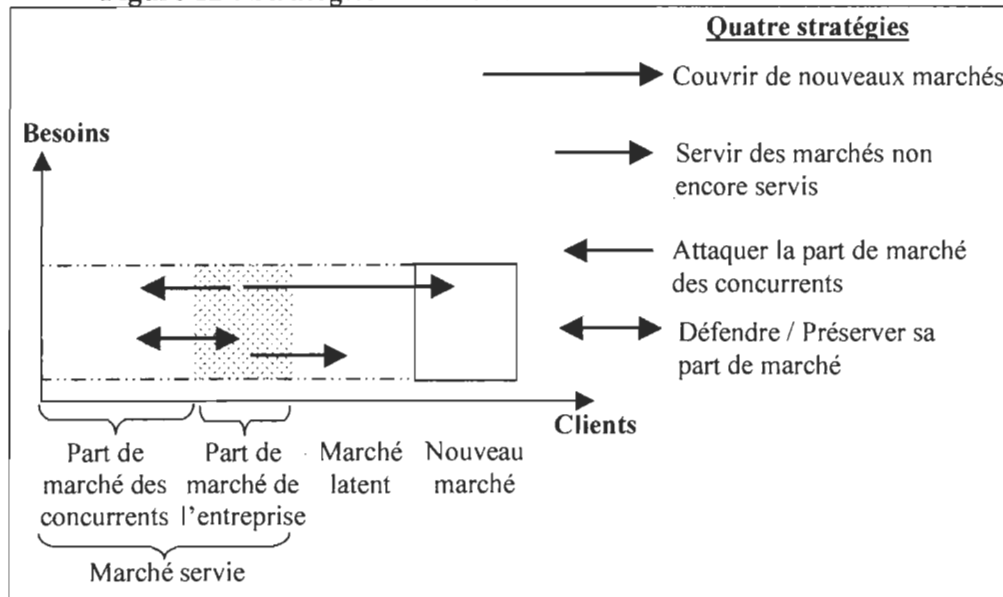 Quatre stratégies
Couvrir de nouveaux marchés
Besoins
Servir des marchés non
encore servis
Attaquer la part de marché
des concurrents
Défendre / Préserver sa
part de marché
Clients
Part de
marché des
concurrents
Part de
marché de
l'entreprise
Marché
latent
Nouveau
marché
Marché servie